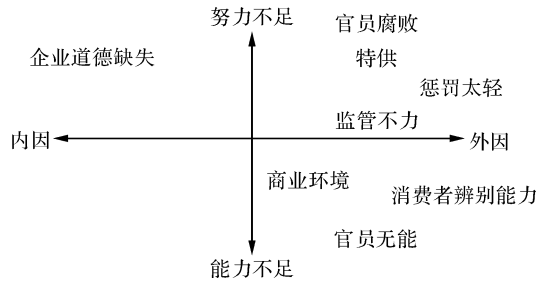 努力不足
官员腐败
企业道德缺失
特供
惩罚太轻
监管不力
内因
外因
商业环境
消费者辨别能力
官员无能
能力不足